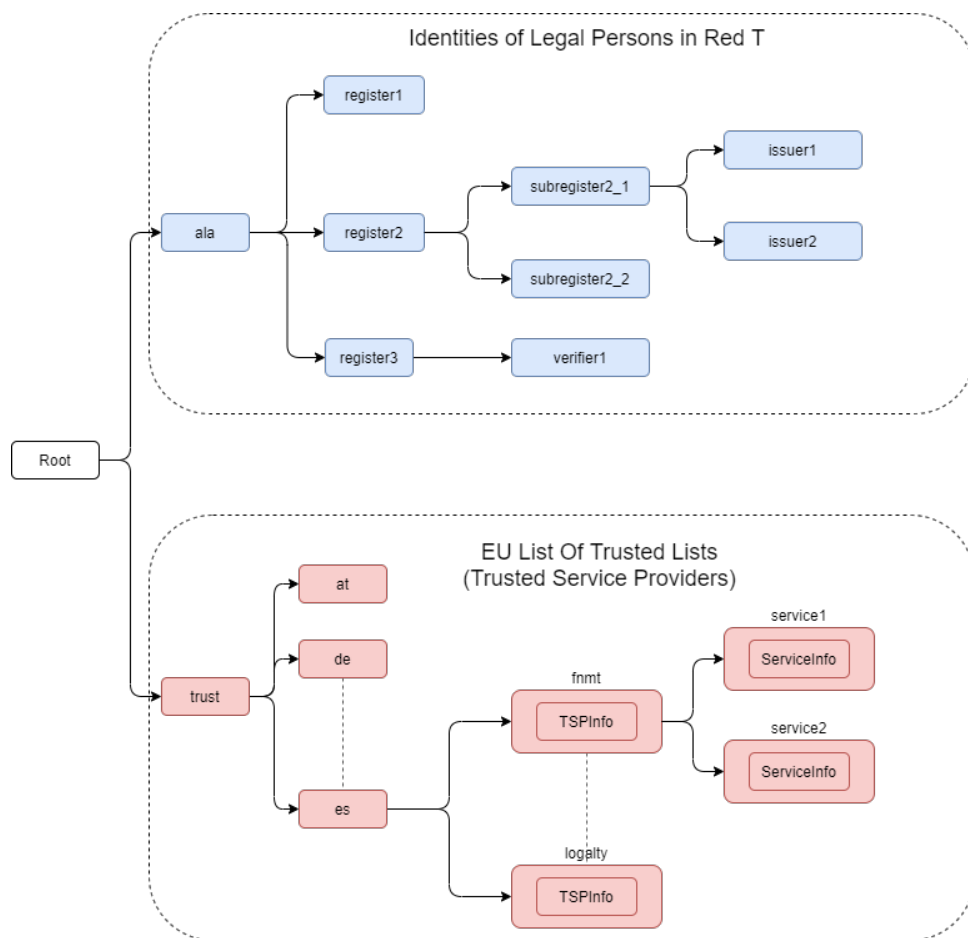 Identities of Legal Persons in Red T
register1
issuer1
subregister2_1
ala
register2
issuer2
subregister2_2
register3
verifier1
Root
EU List Of Trusted Lists
(Trusted Service Providers)
at
service1
de
ServiceInfo
fnmt
trust
TSPInfo
service2
ServiceInfo
es
logalty
TSPInfo